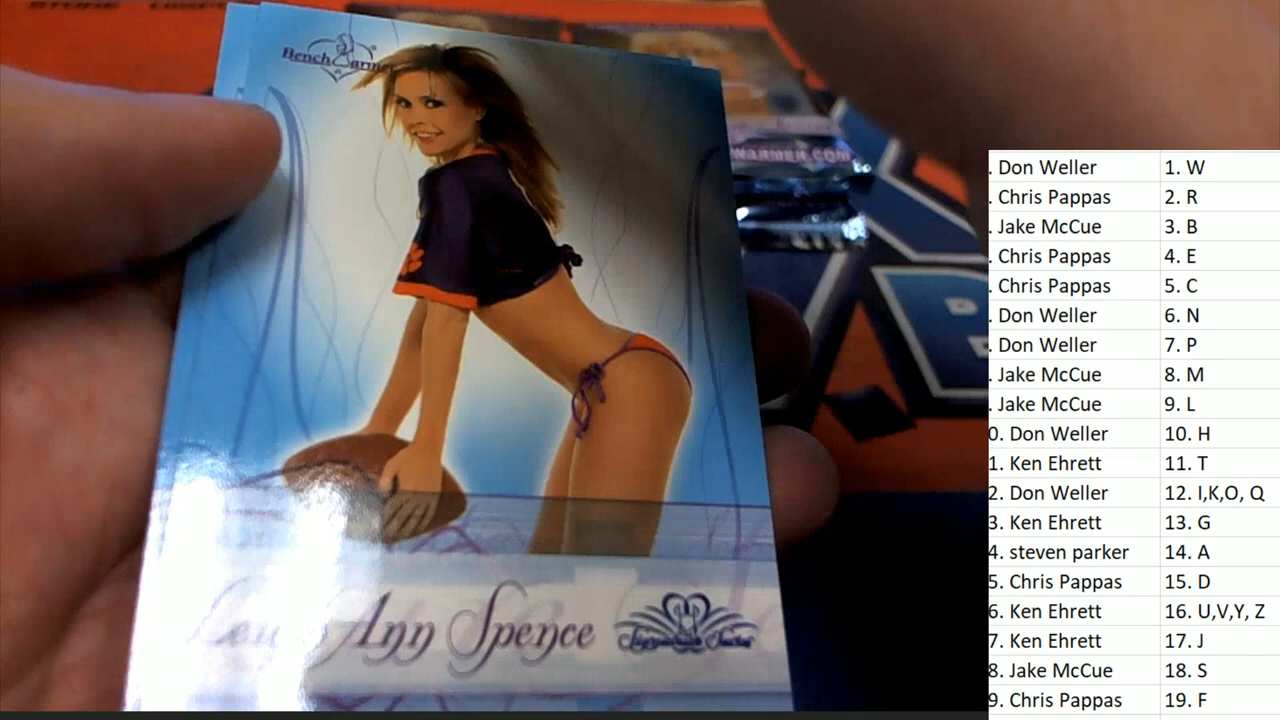 BenchWarmer
Ann Spence
WARMER.COM
. Don Weller 1. W
. Chris Pappas 2. R
. Jake McCue 3. B
. Chris Pappas 4. E
. Chris Pappas 5. C
. Don Weller 6. N
. Don Weller 7. P
. Jake McCue 8. M
. Jake McCue 9. L
0. Don Weller 10. H
1. Ken Ehrett 11. T
2. Don Weller 12. I,K,O, Q
3. Ken Ehrett 13. G
4. steven parker 14. A
5. Chris Pappas 15. D
6. Ken Ehrett 16. U,V,Y, Z
7. Ken Ehrett 17. J
8. Jake McCue 18. S
9. Chris Pappas 19. F